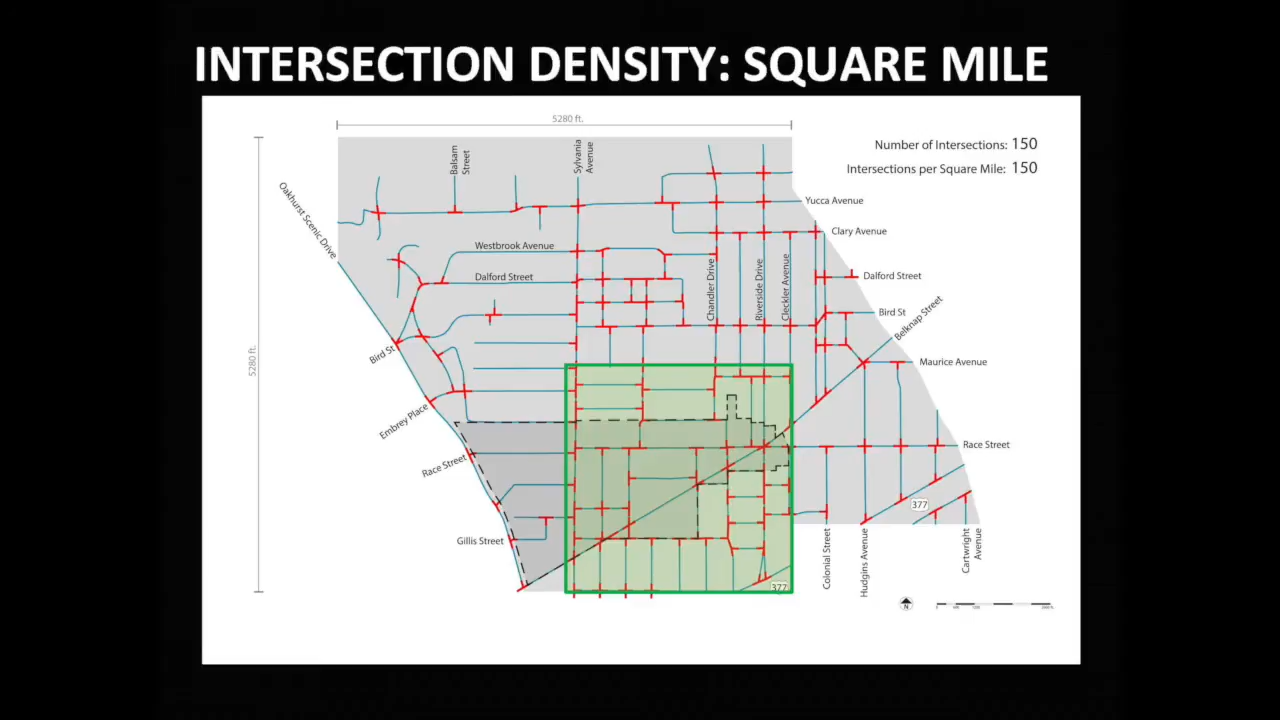 INTERSECTION DENSITY: SQUARE MILE
5280 ft.
Number of Intersections: 150
Intersections per Square Mile: 150
Balsam
Street
Sylvania
Avenue
Oakhurst Scenic Drive
Yucca Avenue
Clary Avenue
Westbrook Avenue
Dalford Street
Chandler Drive
Riverside Drive
Cleckler Avenue
Dalford Street
Bird St
Belknap Street
5280 ft.
Bird St
Maurice Avenue
Embrey Place
Race Street
Race Street
377
Gillis Street
Colonial Street
Hudgins Avenue
Cartwright
Avenue
377
N